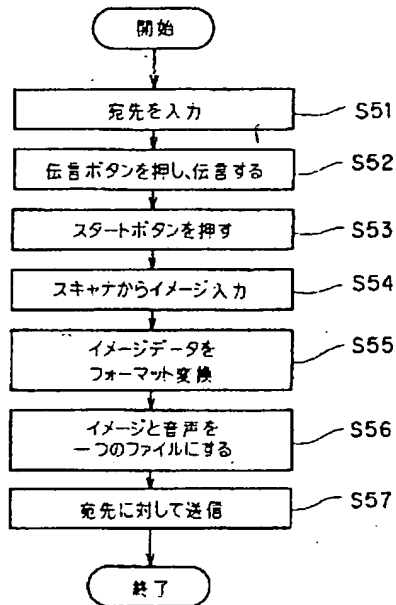 開始
宛先を入力
S51
伝言ボタンを押し、伝言する
S52
スタートボタンを押す
S53
スキャナからイメージ入力
S54
イメージデータを
フォーマット変換
S55
イメージと音声を
一つのファイルにする
S56
宛先に対して送信
S57
終了